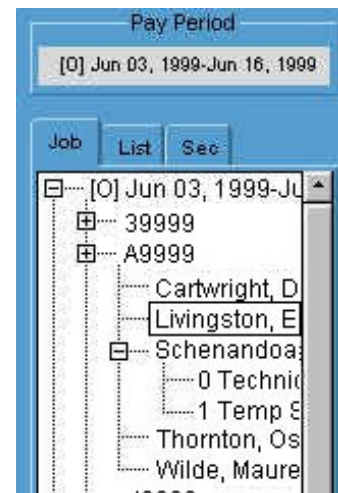 Pay Period
[O] Jun 03, 1999-Jun 16, 1999
Job List Sec
[O] Jun 03, 1999-Ju
39999
A9999
Cartwright, D
Livingston, E
Schenandoa
0 Technic
1 Temp S
Thornton, Os
Wilde, Maure